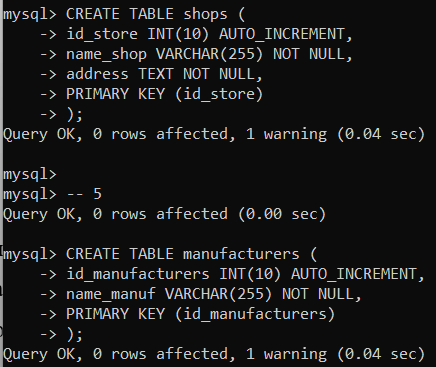 mysql> CREATE TABLE shops (
    -> id_store INT(10) AUTO_INCREMENT,
    -> name_shop VARCHAR(255) NOT NULL,
    -> address TEXT NOT NULL,
    -> PRIMARY KEY (id_store)
    -> );
Query OK, 0 rows affected, 1 warning (0.04 sec)

mysql>
mysql> -- 5
Query OK, 0 rows affected (0.00 sec)

mysql> CREATE TABLE manufacturers (
    -> id_manufacturers INT(10) AUTO_INCREMENT,
    -> name_manuf VARCHAR(255) NOT NULL,
    -> PRIMARY KEY (id_manufacturers)
    -> );
Query OK, 0 rows affected, 1 warning (0.04 sec)